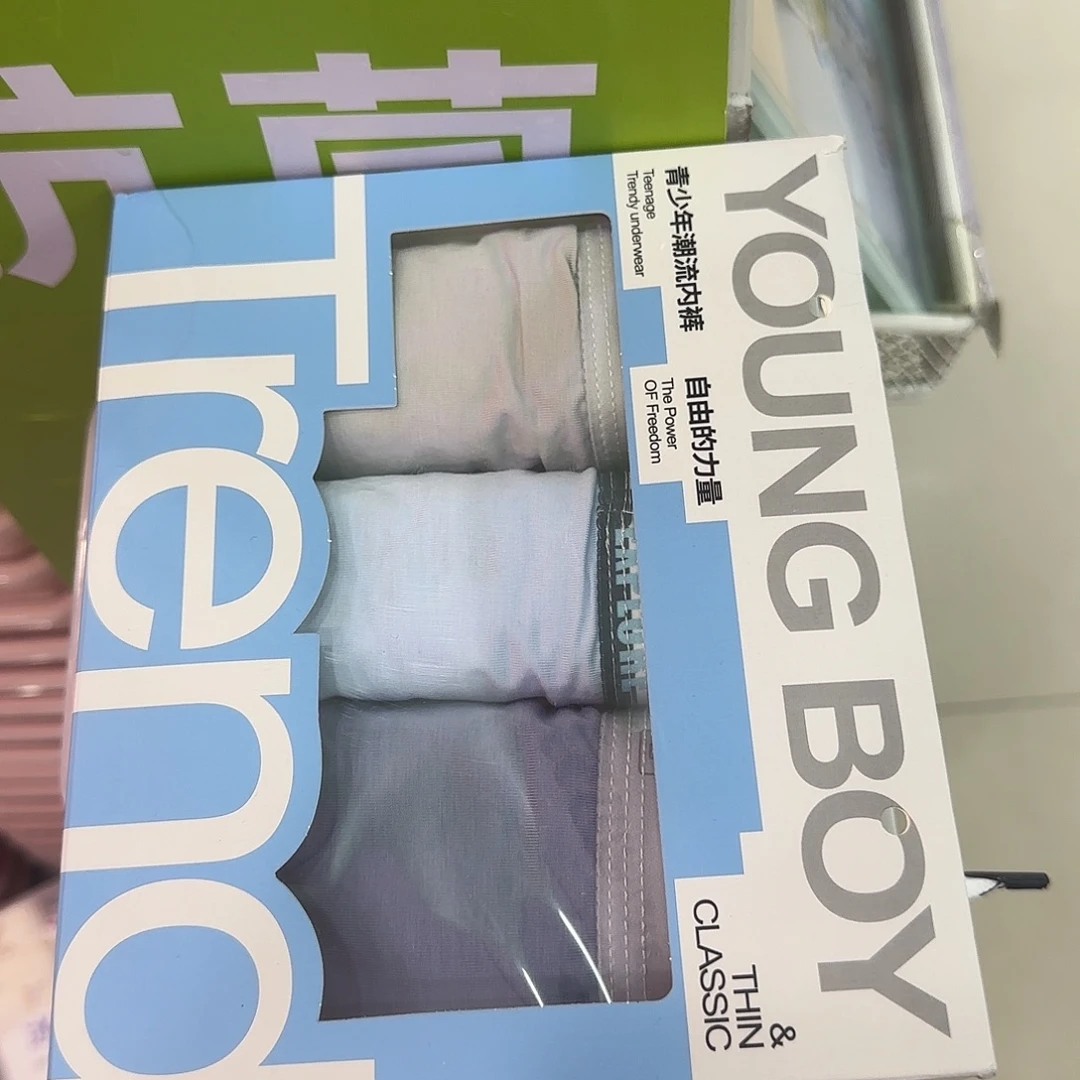 YOUNG BOY
青少年潮流内裤
Teenage
Trendy underwear
自由的力量
The Power
OF Freedom
&
THIN
CLASSIC
Trend